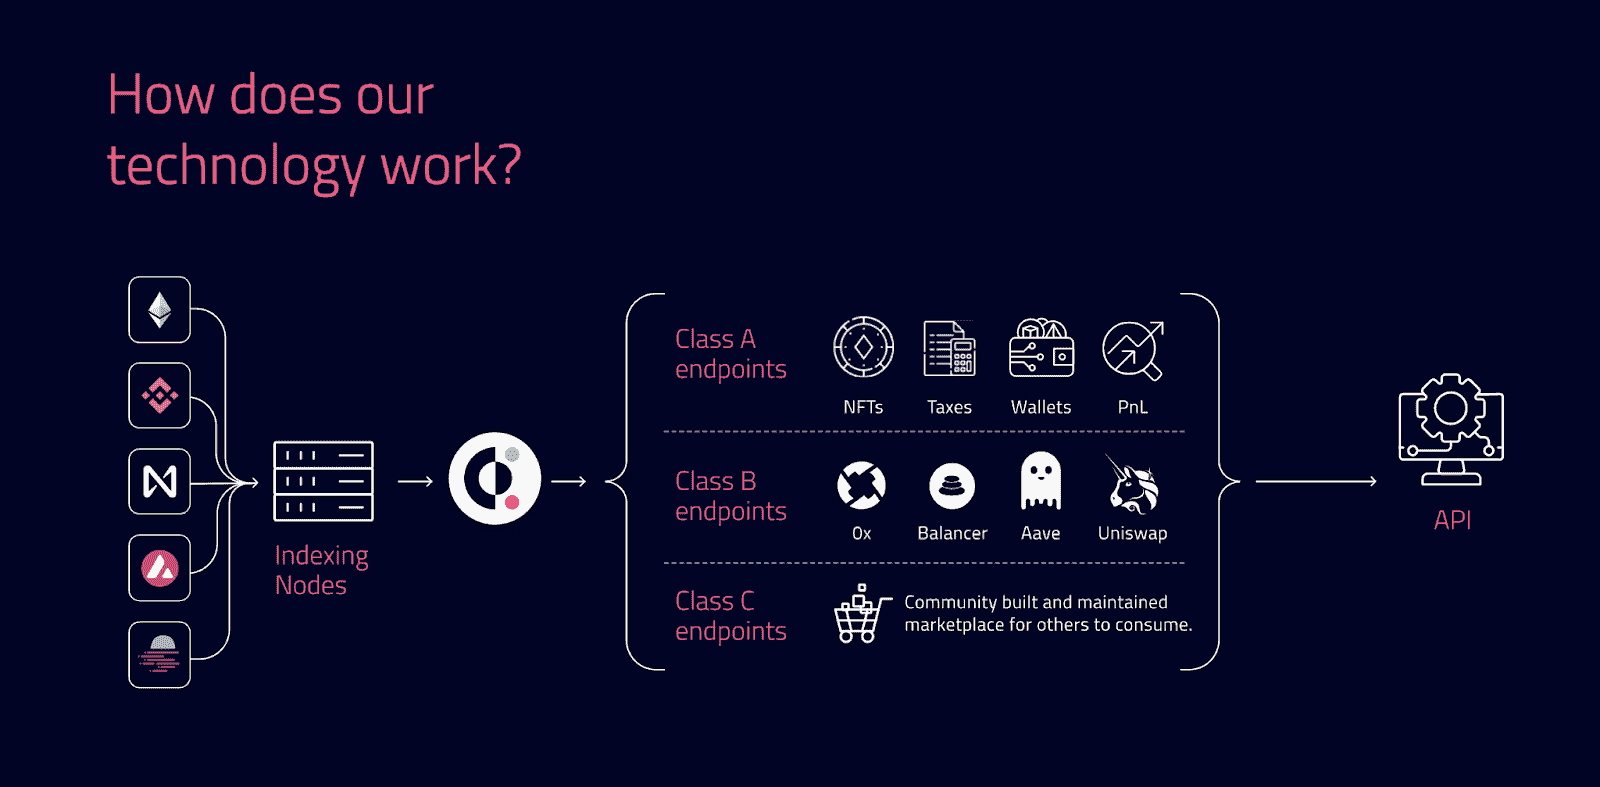 How does our
technology work?
Indexing
Nodes
Class A
endpoints
NFTs
Taxes
Wallets
PnL
Class B
endpoints
0x
Balancer
Aave
Uniswap
Class C
endpoints
Community built and maintained
marketplace for others to consume.
API